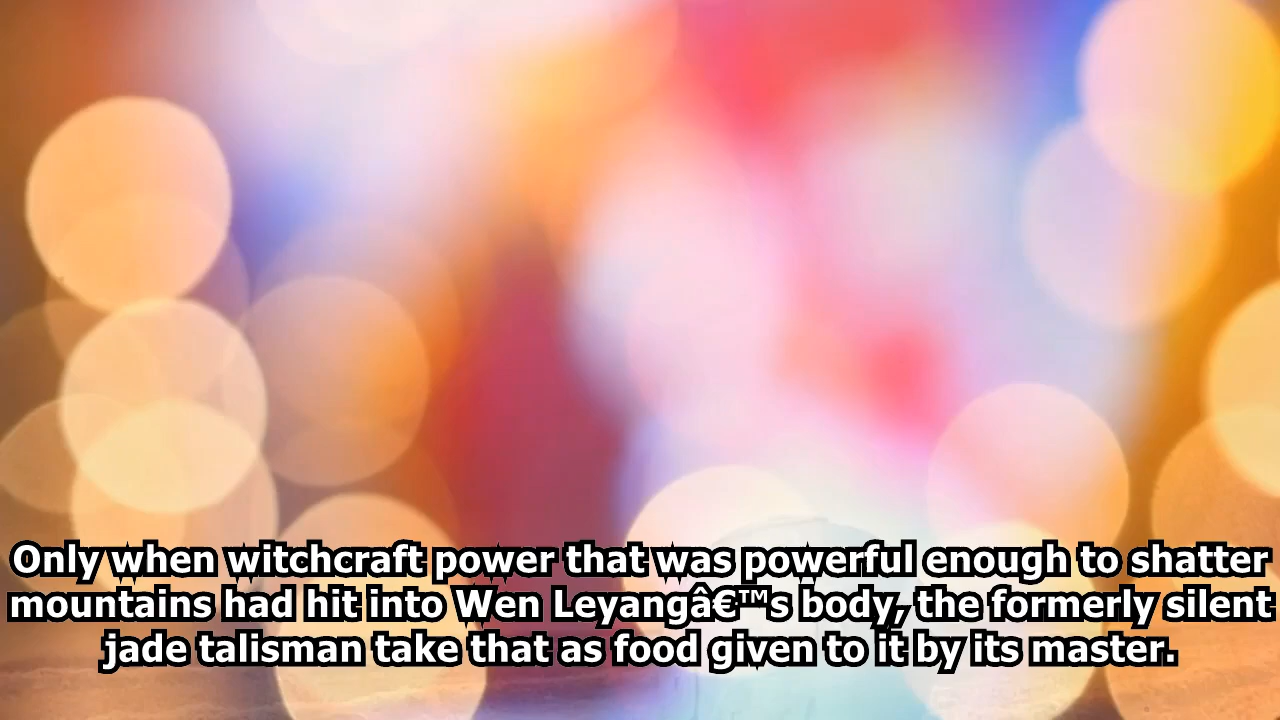 Only when witchcraft power that was powerful enough to shatter
mountains had hit into Wen Leyangâ€™s body, the formerly silent
jade talisman take that as food given to it by its master.